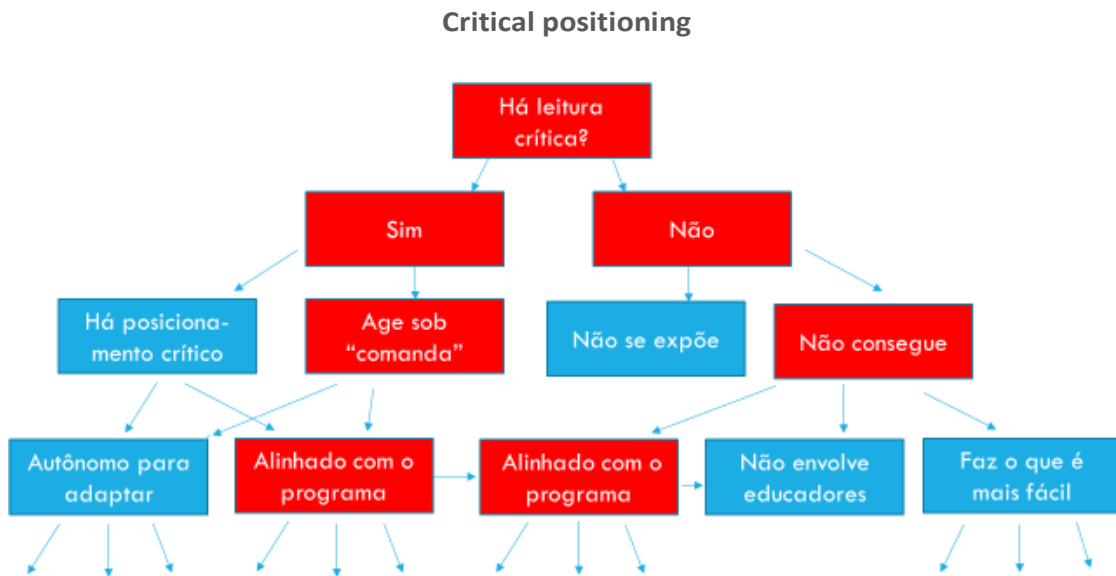 Critical positioning
Há leitura
crítica?
Sim
Não
Há posiciona-
mento crítico
Age sob
“comanda”
Não se expõe
Não consegue
Autônomo para
adaptar
Alinhado com o
programa
Alinhado com o
programa
Não envolve
educadores
Faz o que é
mais fácil